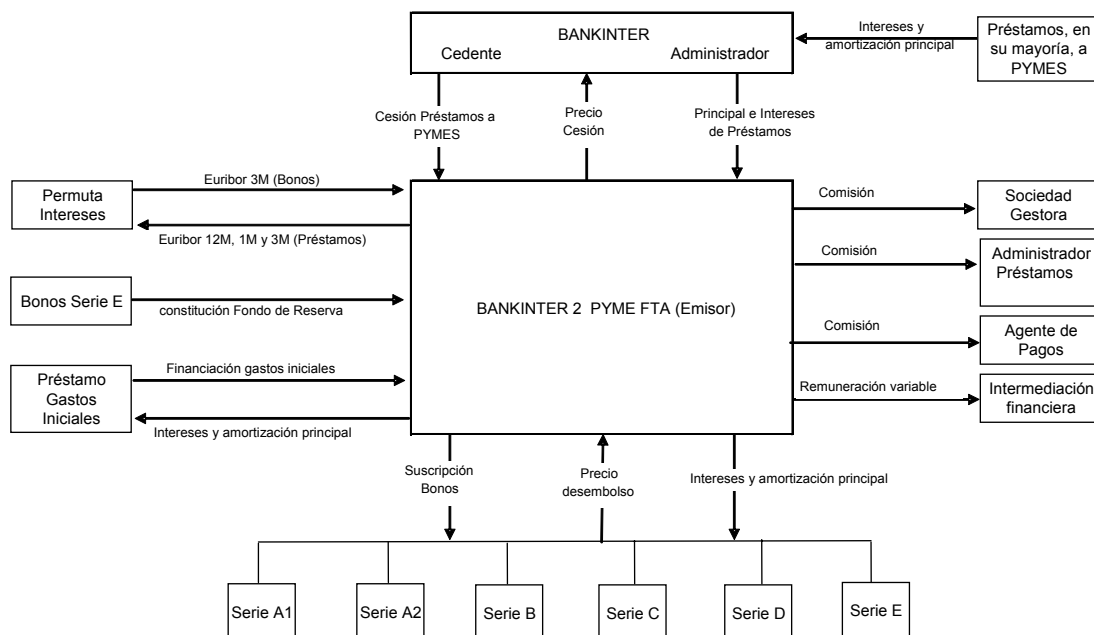 BANKINTER
Cedente
Administrador
Intereses y
amortización principal
Préstamos, en
su mayoría, a
PYMES
Cesión Préstamos a
PYMES
Precio
Cesión
Principal e Intereses
de Préstamos
Permuta
Intereses
Euribor 3M (Bonos)
Euribor 12M, 1M y 3M (Préstamos)
Bonos Serie E
constitución Fondo de Reserva
Préstamo
Gastos
Iniciales
Financiación gastos iniciales
Intereses y amortización principal
BANKINTER 2 PYME FTA (Emisor)
Comisión
Sociedad
Gestora
Comisión
Administrador
Préstamos
Comisión
Agente de
Pagos
Remuneración variable
Intermediación
financiera
Suscripción
Bonos
Precio
desembolso
Intereses y amortización principal
Serie A1
Serie A2
Serie B
Serie C
Serie D
Serie E